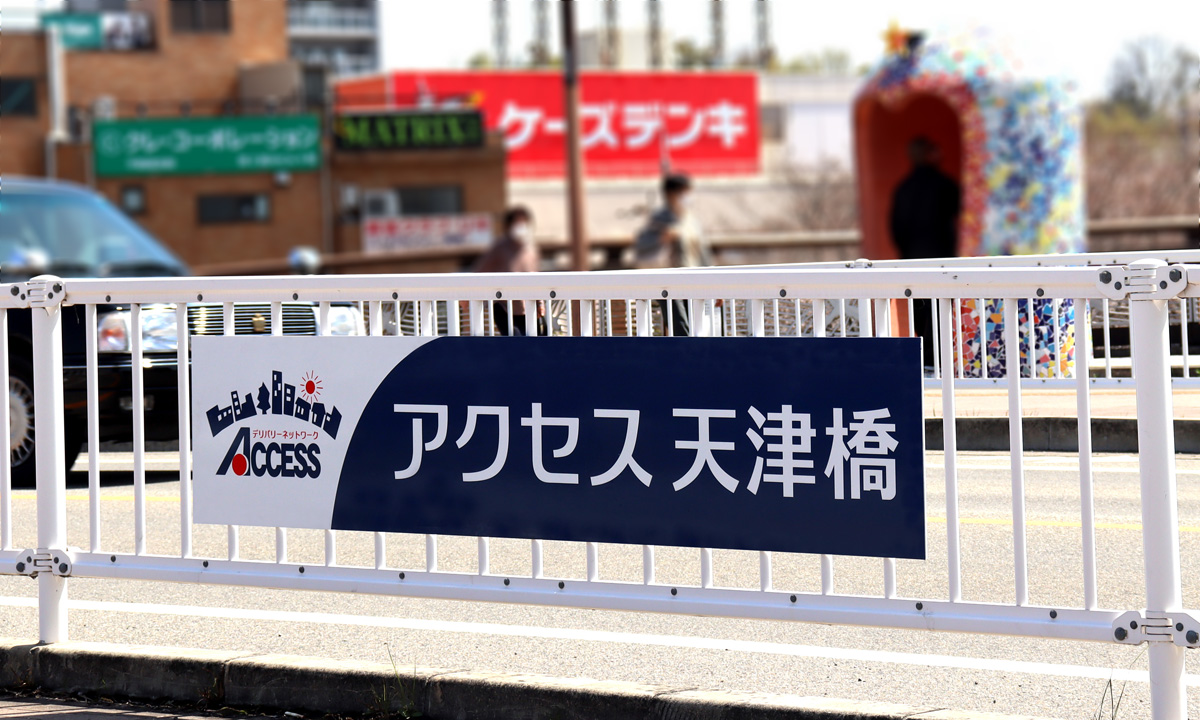 クレーコーポレーション
MATRIX
ケーズデンキ
デリバリーネットワーク
ACCESS
アクセス 天津橋